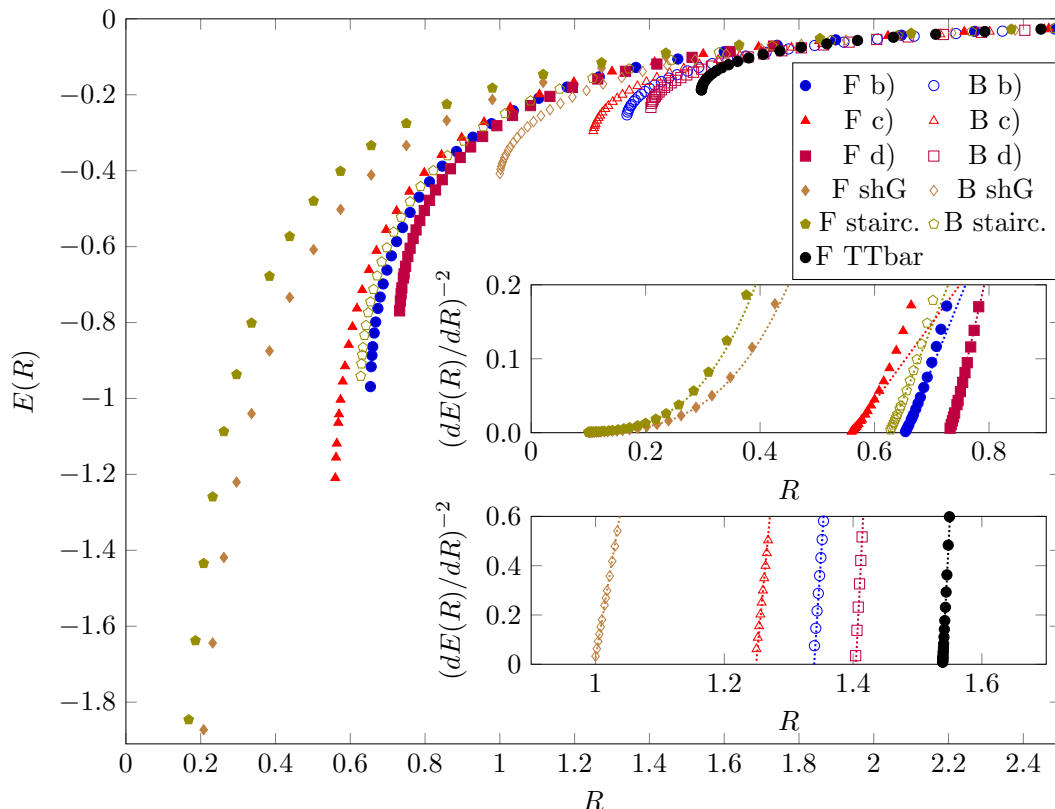 0
−0.2
−0.4
−0.6
−0.8
−1
−1.2
−1.4
−1.6
−1.8
E(R)
0 0.2 0.4 0.6 0.8 1 1.2 1.4 1.6 1.8 2 2.2 2.4
R
F b) B b)
F c) B c)
F d) B d)
F shG B shG
F stairc. B stairc.
F TTbar
0.2
0.1
0.0
(dE(R)/dR)⁻²
0 0.2 0.4 0.6 0.8
R
0.6
0.4
0.2
0
(dE(R)/dR)⁻²
1 1.2 1.4 1.6
R